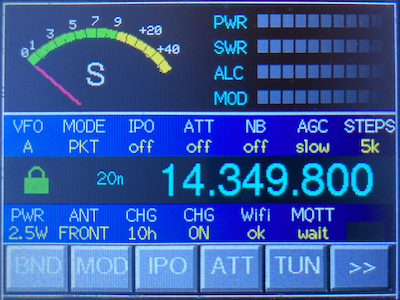 0 1 3 5 7 9 +20 +40
S
PWR
SWR
ALC
MOD
VFO MODE IPO ATT NB AGC STEPS
A PKT off off off slow 5k
20m 14.349.800
PWR ANT CHG CHG Wifi MQTT
2.5W FRONT 10h ON ok wait
BND MOD IPO ATT TUN >>